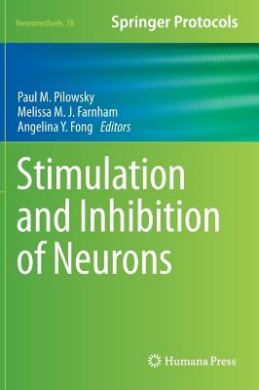 Neuromethods 78
Springer Protocols
Paul M. Pilowsky
Melissa M. J. Farnham
Angelina Y. Fong Editors
Stimulation
and Inhibition
of Neurons
Humana Press